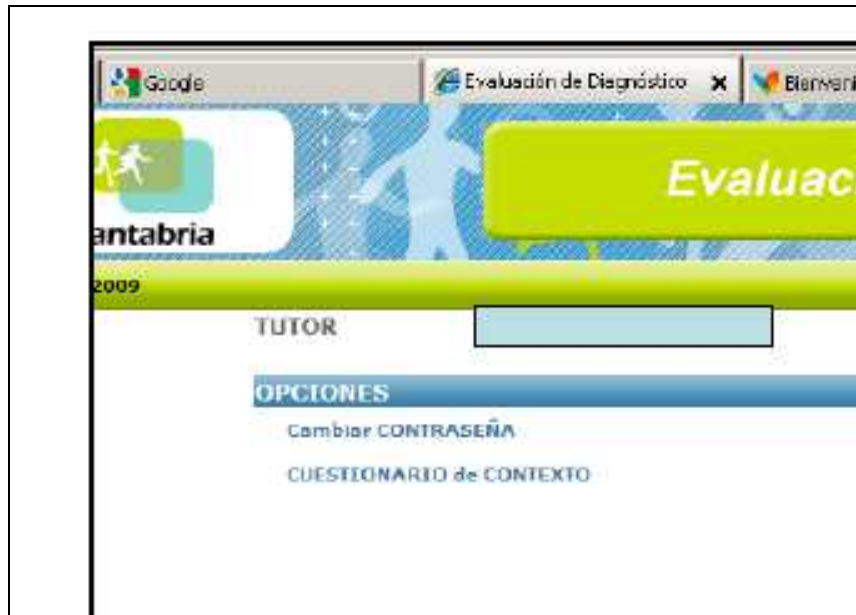 Google
Evaluación de Diagnóstico
Bienveni
Evaluac
antabria
2009
TUTOR
OPCIONES
Cambiar CONTRASEÑA
CUESTIONARIO de CONTEXTO